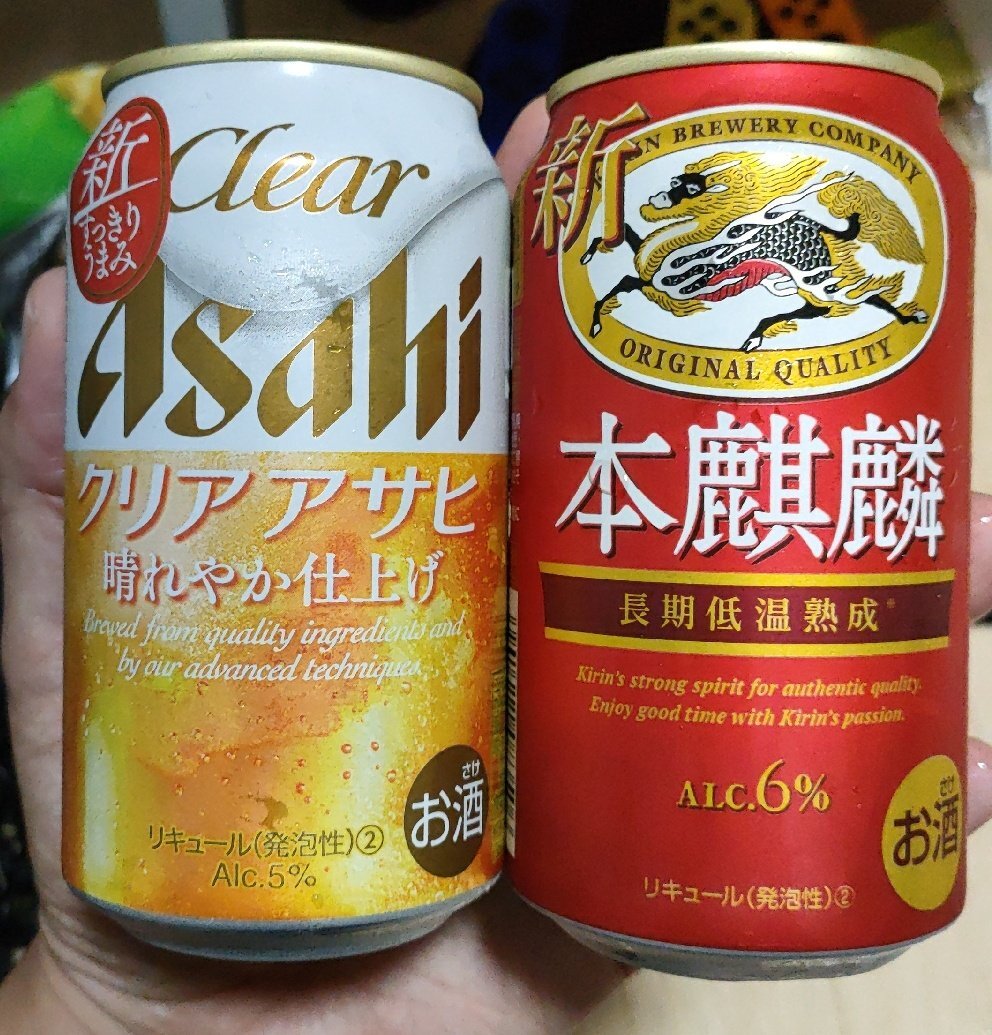 新
すっきり
うまみ
Clear
Asahi
クリア アサヒ
晴れやか仕上げ
Brewed from quality ingredients and
by our advanced techniques.
さけ
お酒
リキュール(発泡性)②
Alc.5%
新
BREWERY COMPANY
ORIGINAL QUALITY
本麒麟
長期低温熟成※
Kirin's strong spirit for authentic quality.
Enjoy good time with Kirin's passion.
ALC.6%
さけ
お酒
リキュール(発泡性)②